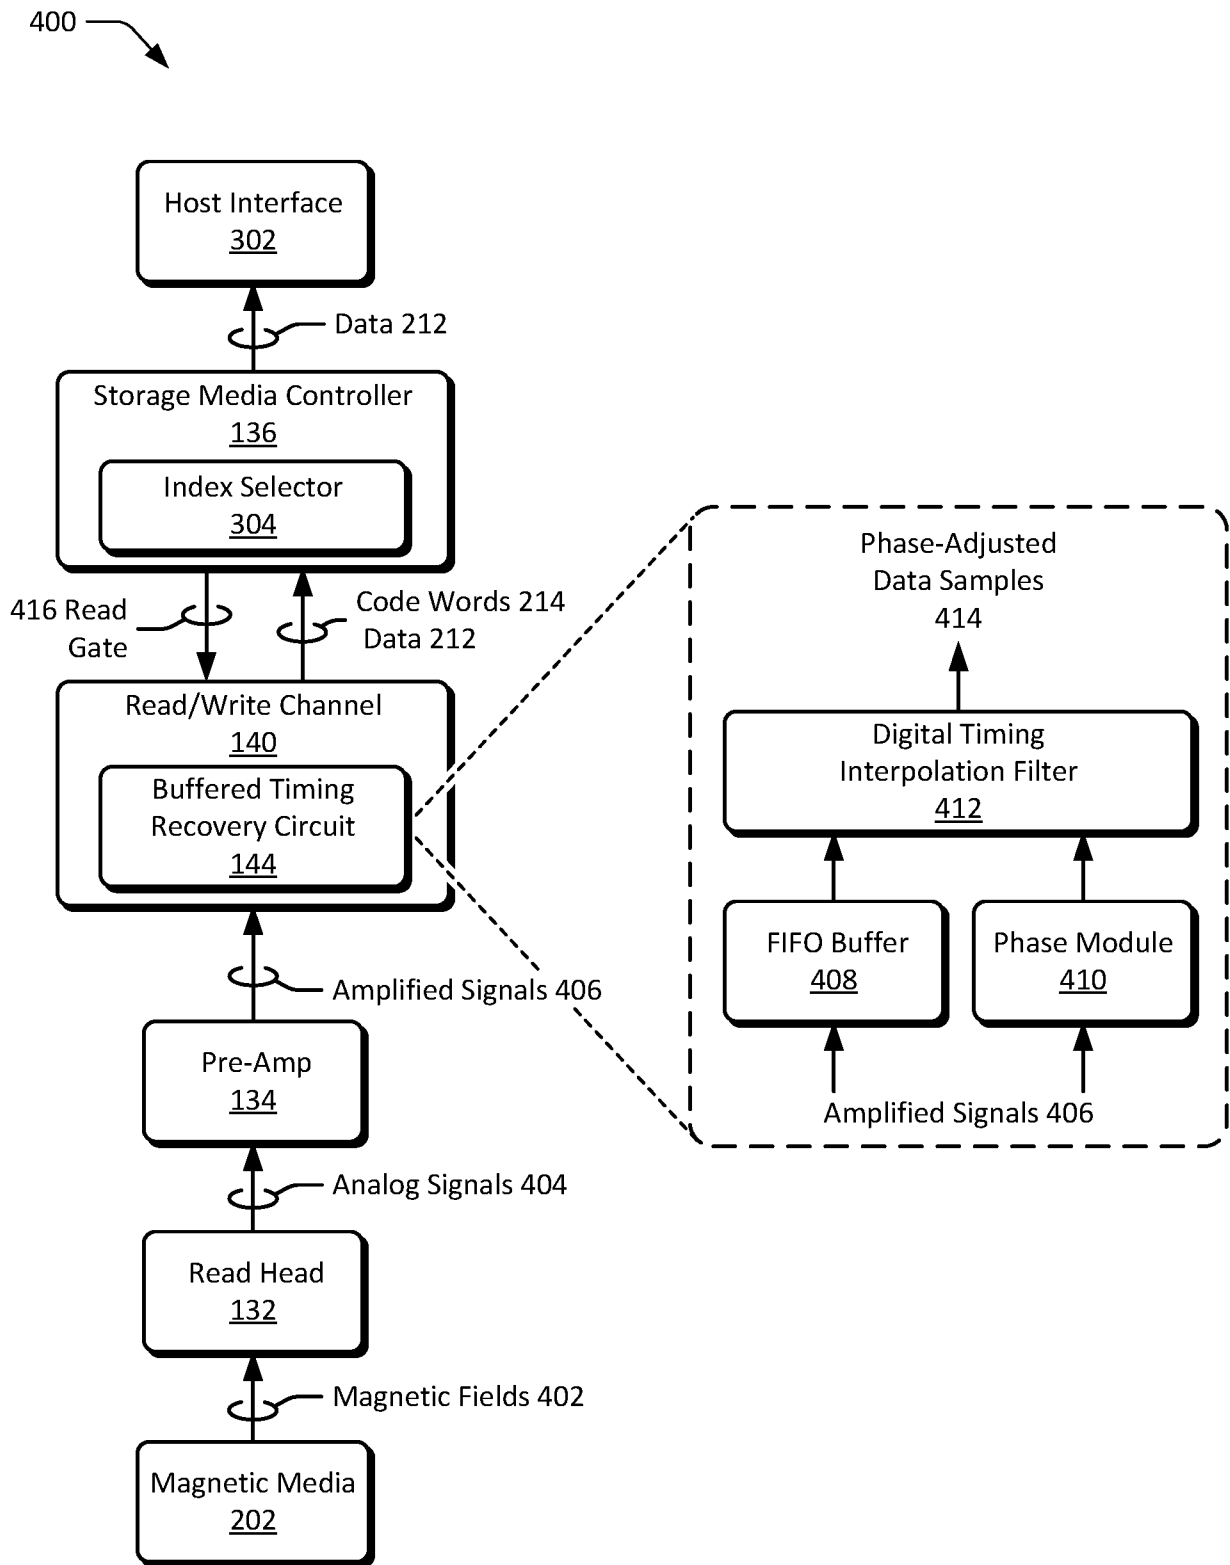 400
Host Interface
302
Data 212
Storage Media Controller
136
Index Selector
304
416 Read
Gate
Code Words 214
Data 212
Read/Write Channel
140
Buffered Timing
Recovery Circuit
144
Amplified Signals 406
Pre-Amp
134
Analog Signals 404
Read Head
132
Magnetic Fields 402
Magnetic Media
202
Phase-Adjusted
Data Samples
414
Digital Timing
Interpolation Filter
412
FIFO Buffer
408
Phase Module
410
Amplified Signals 406